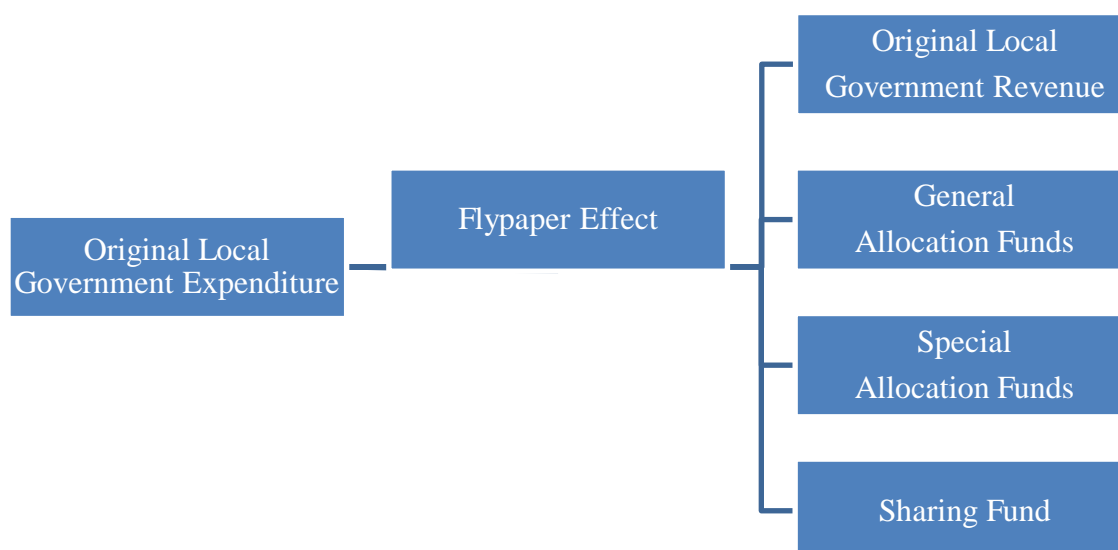 Original Local
Government Expenditure
Flypaper Effect
Original Local
Government Revenue
General
Allocation Funds
Special
Allocation Funds
Sharing Fund